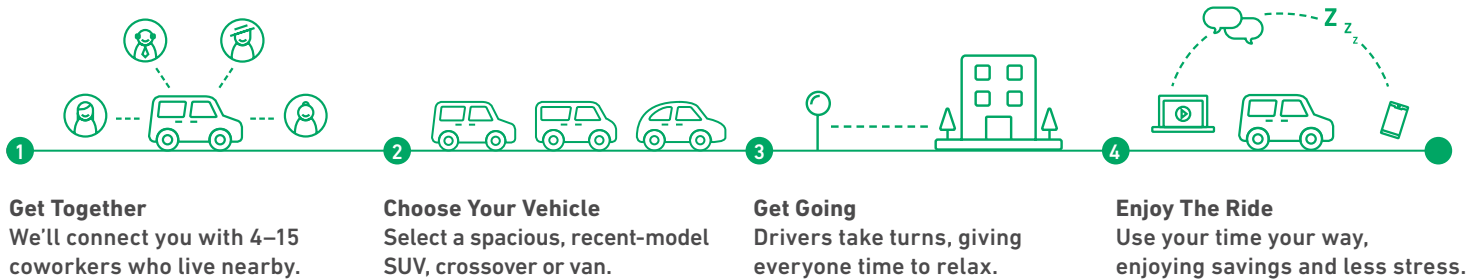 Z
Z
Z
1
2
3
4
Get Together
We'll connect you with 4–15
coworkers who live nearby.
Choose Your Vehicle
Select a spacious, recent-model
SUV, crossover or van.
Get Going
Drivers take turns, giving
everyone time to relax.
Enjoy The Ride
Use your time your way,
enjoying savings and less stress.